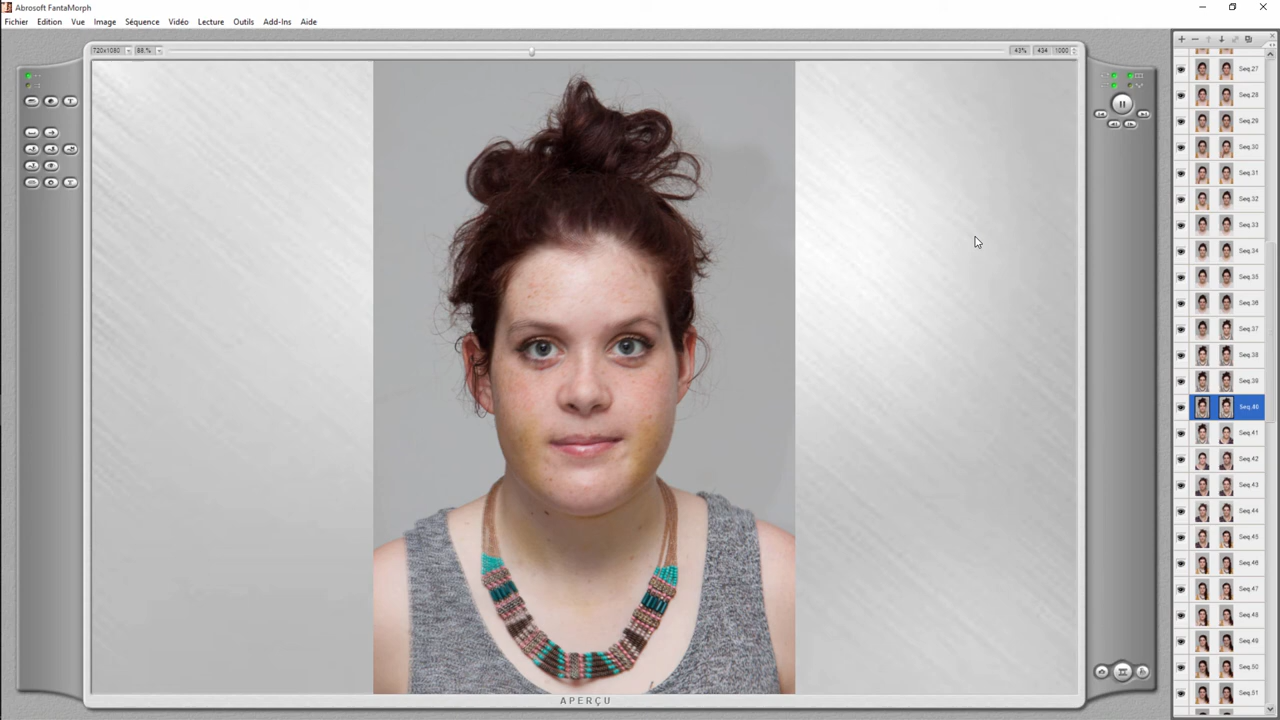 Abrosoft FantaMorph
Fichier Edition Vue Image Séquence Vidéo Lecture Outils Add-Ins Aide
720x1080 88 % 43% 434 1000
Seq.27
Seq.28
Seq.29
Seq.30
Seq.31
Seq.32
Seq.33
Seq.34
Seq.35
Seq.36
Seq.37
Seq.38
Seq.39
Seq.40
Seq.41
Seq.42
Seq.43
Seq.44
Seq.45
Seq.46
Seq.47
Seq.48
Seq.49
Seq.50
Seq.51
APERÇU